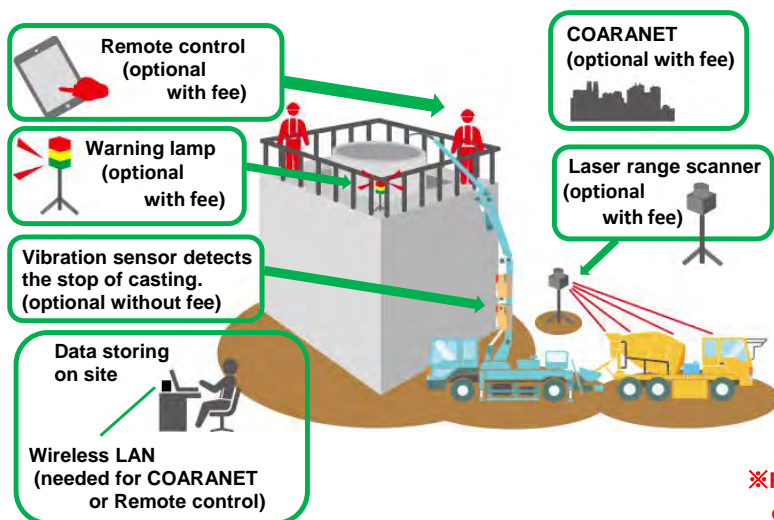 Remote control
(optional
with fee)
COARANET
(optional with fee)
Warning lamp
(optional
with fee)
Laser range scanner
(optional
with fee)
Vibration sensor detects
the stop of casting.
(optional without fee)
Data storing
on site
Wireless LAN
(needed for COARANET
or Remote control)
※